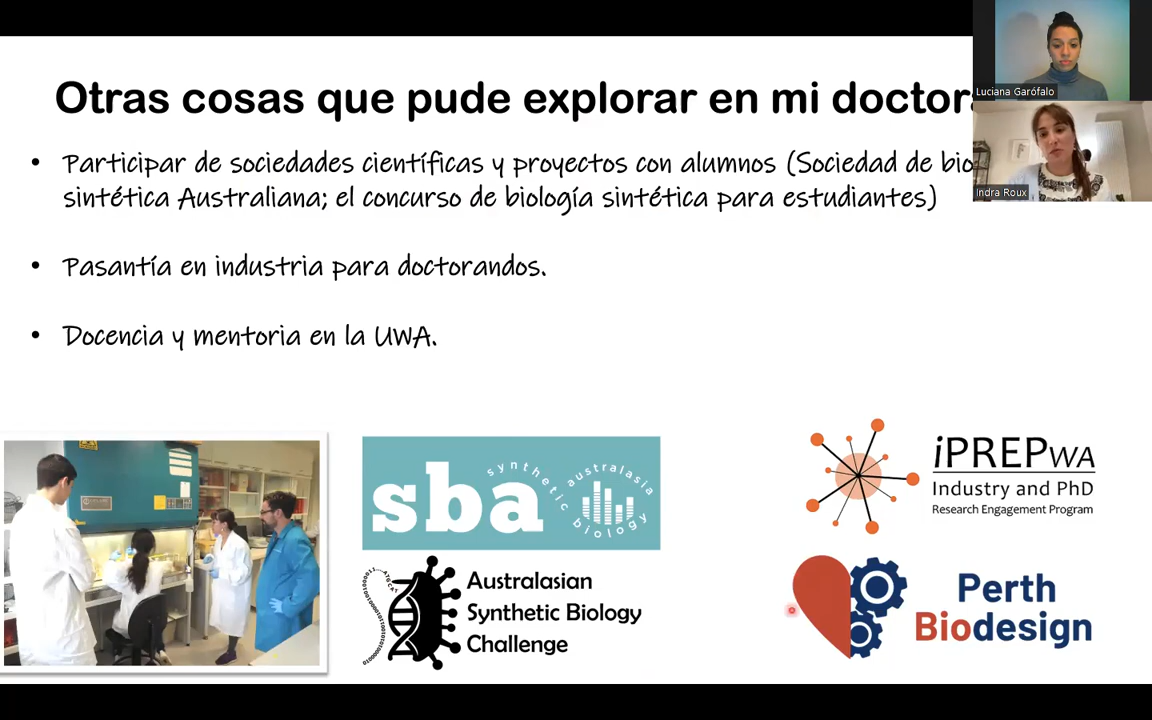 Otras cosas que pude explorar en mi
Luciana Garófalo
• Participar de sociedades científicas y proyectos con alumnos (Sociedad de
sintética Australiana; el concurso de biología sintética para estudiantes)
Indra Roux
• Pasantía en industria para doctorandos.
• Docencia y mentoria en la UWA.
sba
synthetic biology australasia
iPREPWA
Industry and PhD
Research Engagement Program
Australasian
Synthetic Biology
Challenge
Perth
Biodesign